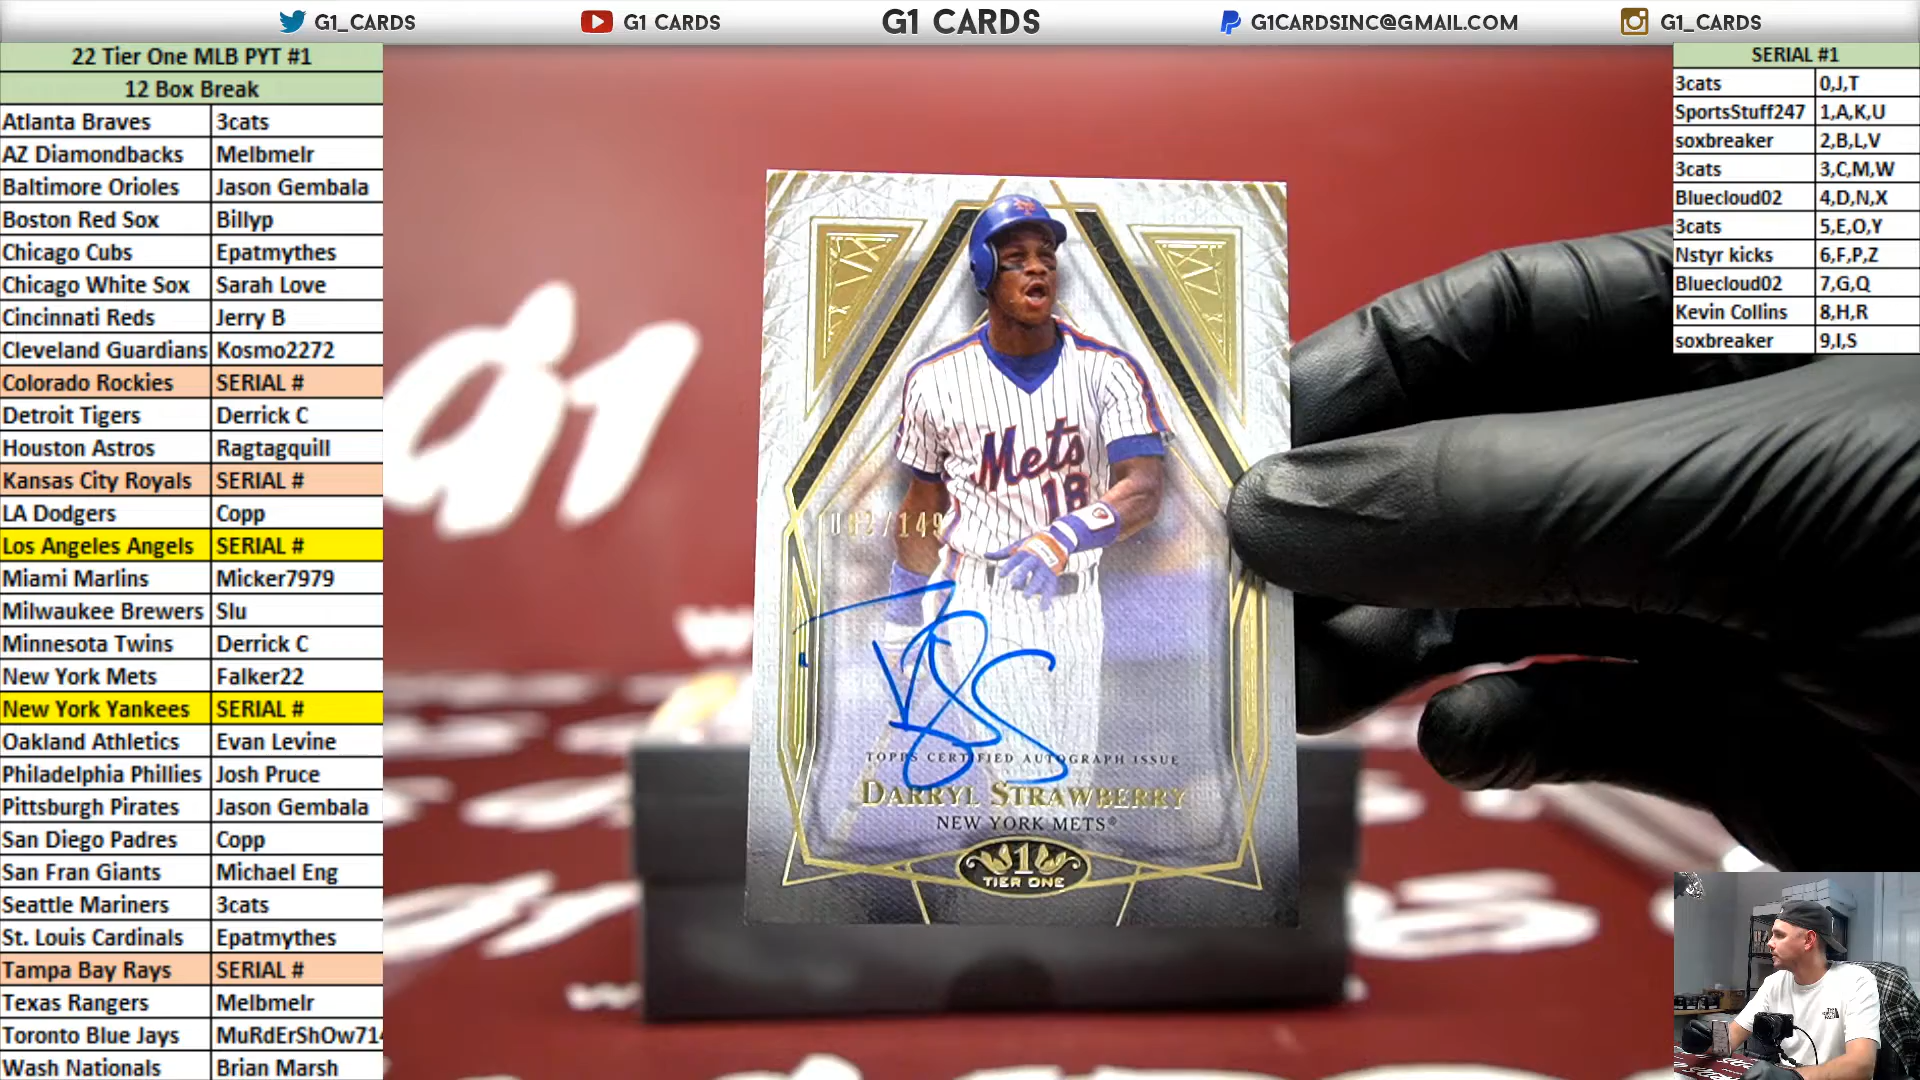 G1_CARDS
G1 CARDS
G1 CARDS
G1CARDSINC@GMAIL.COM
G1_CARDS
22 Tier One MLB PYT #1
12 Box Break
Atlanta Braves 3cats
AZ Diamondbacks Melbmelr
Baltimore Orioles Jason Gembala
Boston Red Sox Billyp
Chicago Cubs Epatmythes
Chicago White Sox Sarah Love
Cincinnati Reds Jerry B
Cleveland Guardians Kosmo2272
Colorado Rockies SERIAL #
Detroit Tigers Derrick C
Houston Astros Ragtagquill
Kansas City Royals SERIAL #
LA Dodgers Copp
Los Angeles Angels SERIAL #
Miami Marlins Micker7979
Milwaukee Brewers Slu
Minnesota Twins Derrick C
New York Mets Falker22
New York Yankees SERIAL #
Oakland Athletics Evan Levine
Philadelphia Phillies Josh Pruce
Pittsburgh Pirates Jason Gembala
San Diego Padres Copp
San Fran Giants Michael Eng
Seattle Mariners 3cats
St. Louis Cardinals Epatmythes
Tampa Bay Rays SERIAL #
Texas Rangers Melbmelr
Toronto Blue Jays MuRdErShOw714
Wash Nationals Brian Marsh
Mets
18
/149
TOPPS CERTIFIED AUTOGRAPH ISSUE
DARRYL STRAWBERRY
NEW YORK METS®
1
TIER ONE
g1
SERIAL #1
3cats 0,J,T
SportsStuff247 1,A,K,U
soxbreaker 2,B,L,V
3cats 3,C,M,W
Bluecloud02 4,D,N,X
3cats 5,E,O,Y
Nstyr kicks 6,F,P,Z
Bluecloud02 7,G,Q
Kevin Collins 8,H,R
soxbreaker 9,I,S